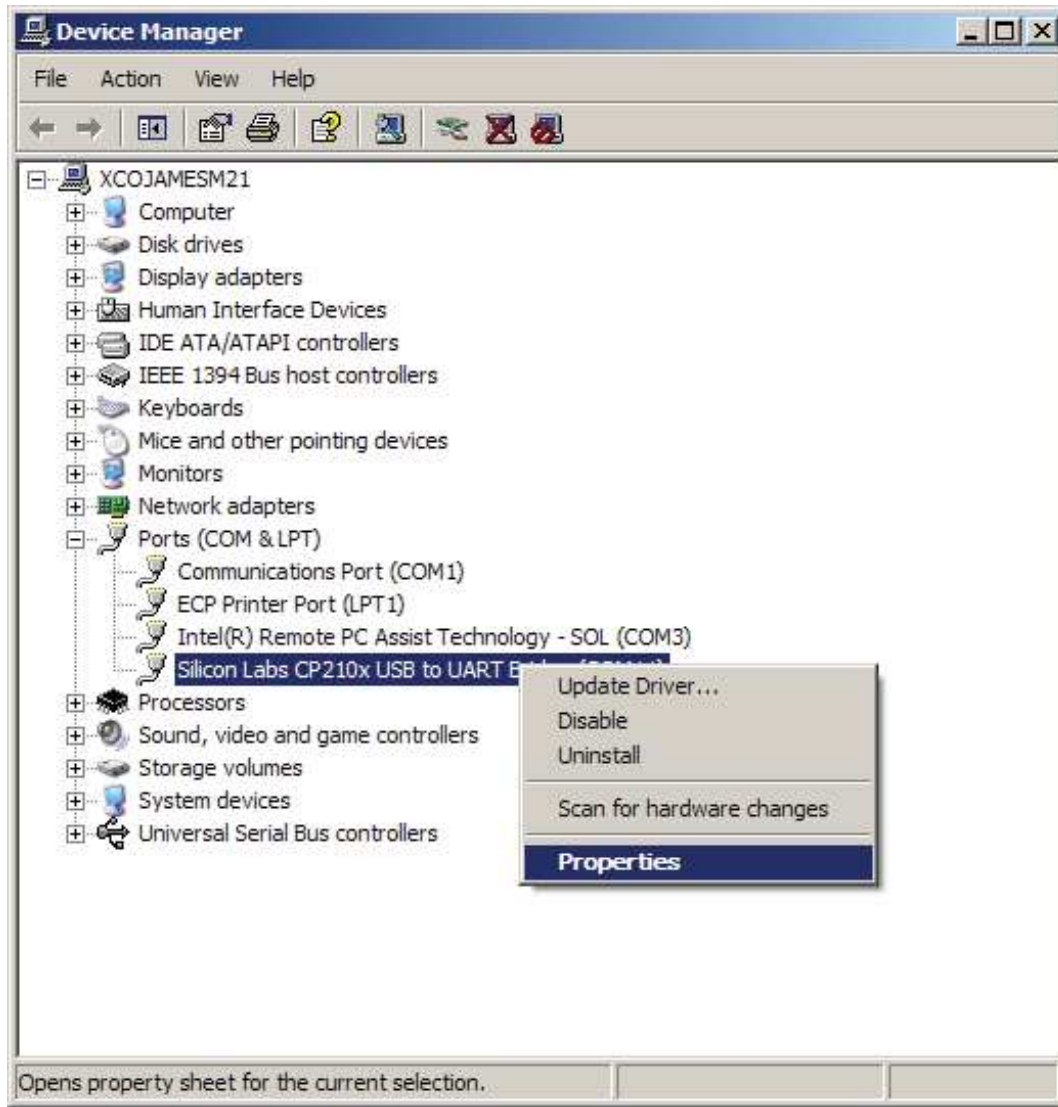 Device Manager
File Action View Help
XCOJAMESM21
Computer
Disk drives
Display adapters
Human Interface Devices
IDE ATA/ATAPI controllers
IEEE 1394 Bus host controllers
Keyboards
Mice and other pointing devices
Monitors
Network adapters
Ports (COM & LPT)
Communications Port (COM1)
ECP Printer Port (LPT1)
Intel(R) Remote PC Assist Technology - SOL (COM3)
Silicon Labs CP210x USB to UART
Processors
Sound, video and game controllers
Storage volumes
System devices
Universal Serial Bus controllers
Update Driver...
Disable
Uninstall
Scan for hardware changes
Properties
Opens property sheet for the current selection.